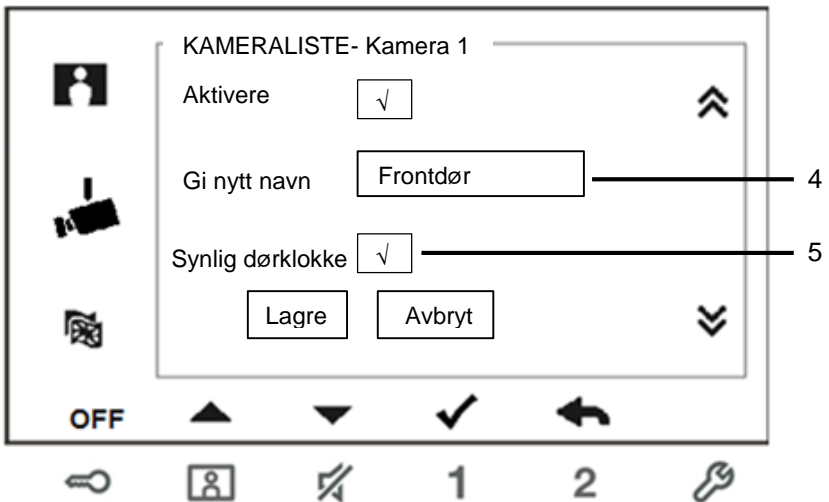 KAMERALISTE- Kamera 1
Aktivere √
Gi nytt navn Frontdør 4
Synlig dørklokke √ 5
Lagre Avbryt
OFF
1 2